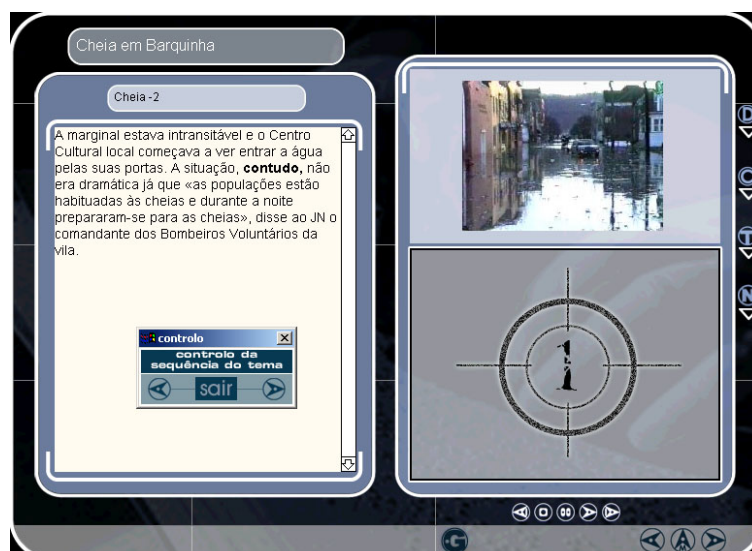 Cheia em Barquinha
Cheia -2
A marginal estava intransitável e o Centro
Cultural local começava a ver entrar a água
pelas suas portas. A situação, contudo, não
era dramática já que «as populações estão
habituadas às cheias e durante a noite
prepararam-se para as cheias», disse ao JN o
comandante dos Bombeiros Voluntários da
vila.
controlo
controlo da
sequência do tema
sair
1
D
C
T
N
G
A